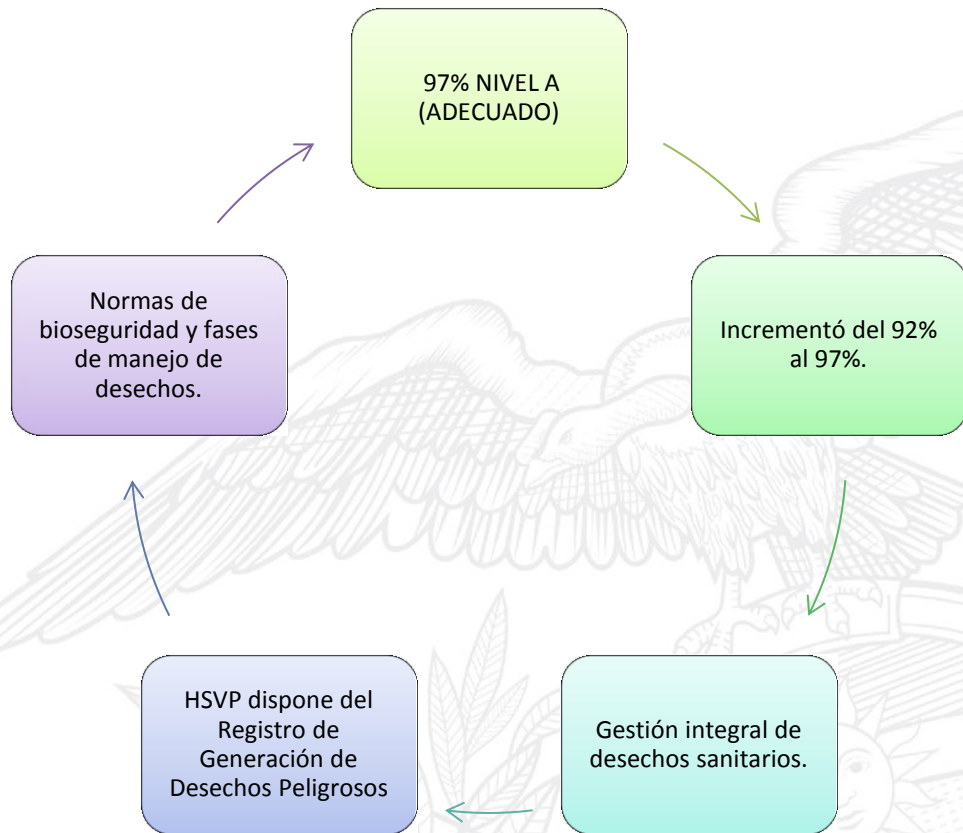 97% NIVEL A
(ADECUADO)
Incrementó del 92%
al 97%.
Gestión integral de
desechos sanitarios.
HSVP dispone del
Registro de
Generación de
Desechos Peligrosos
Normas de
bioseguridad y fases
de manejo de
desechos.